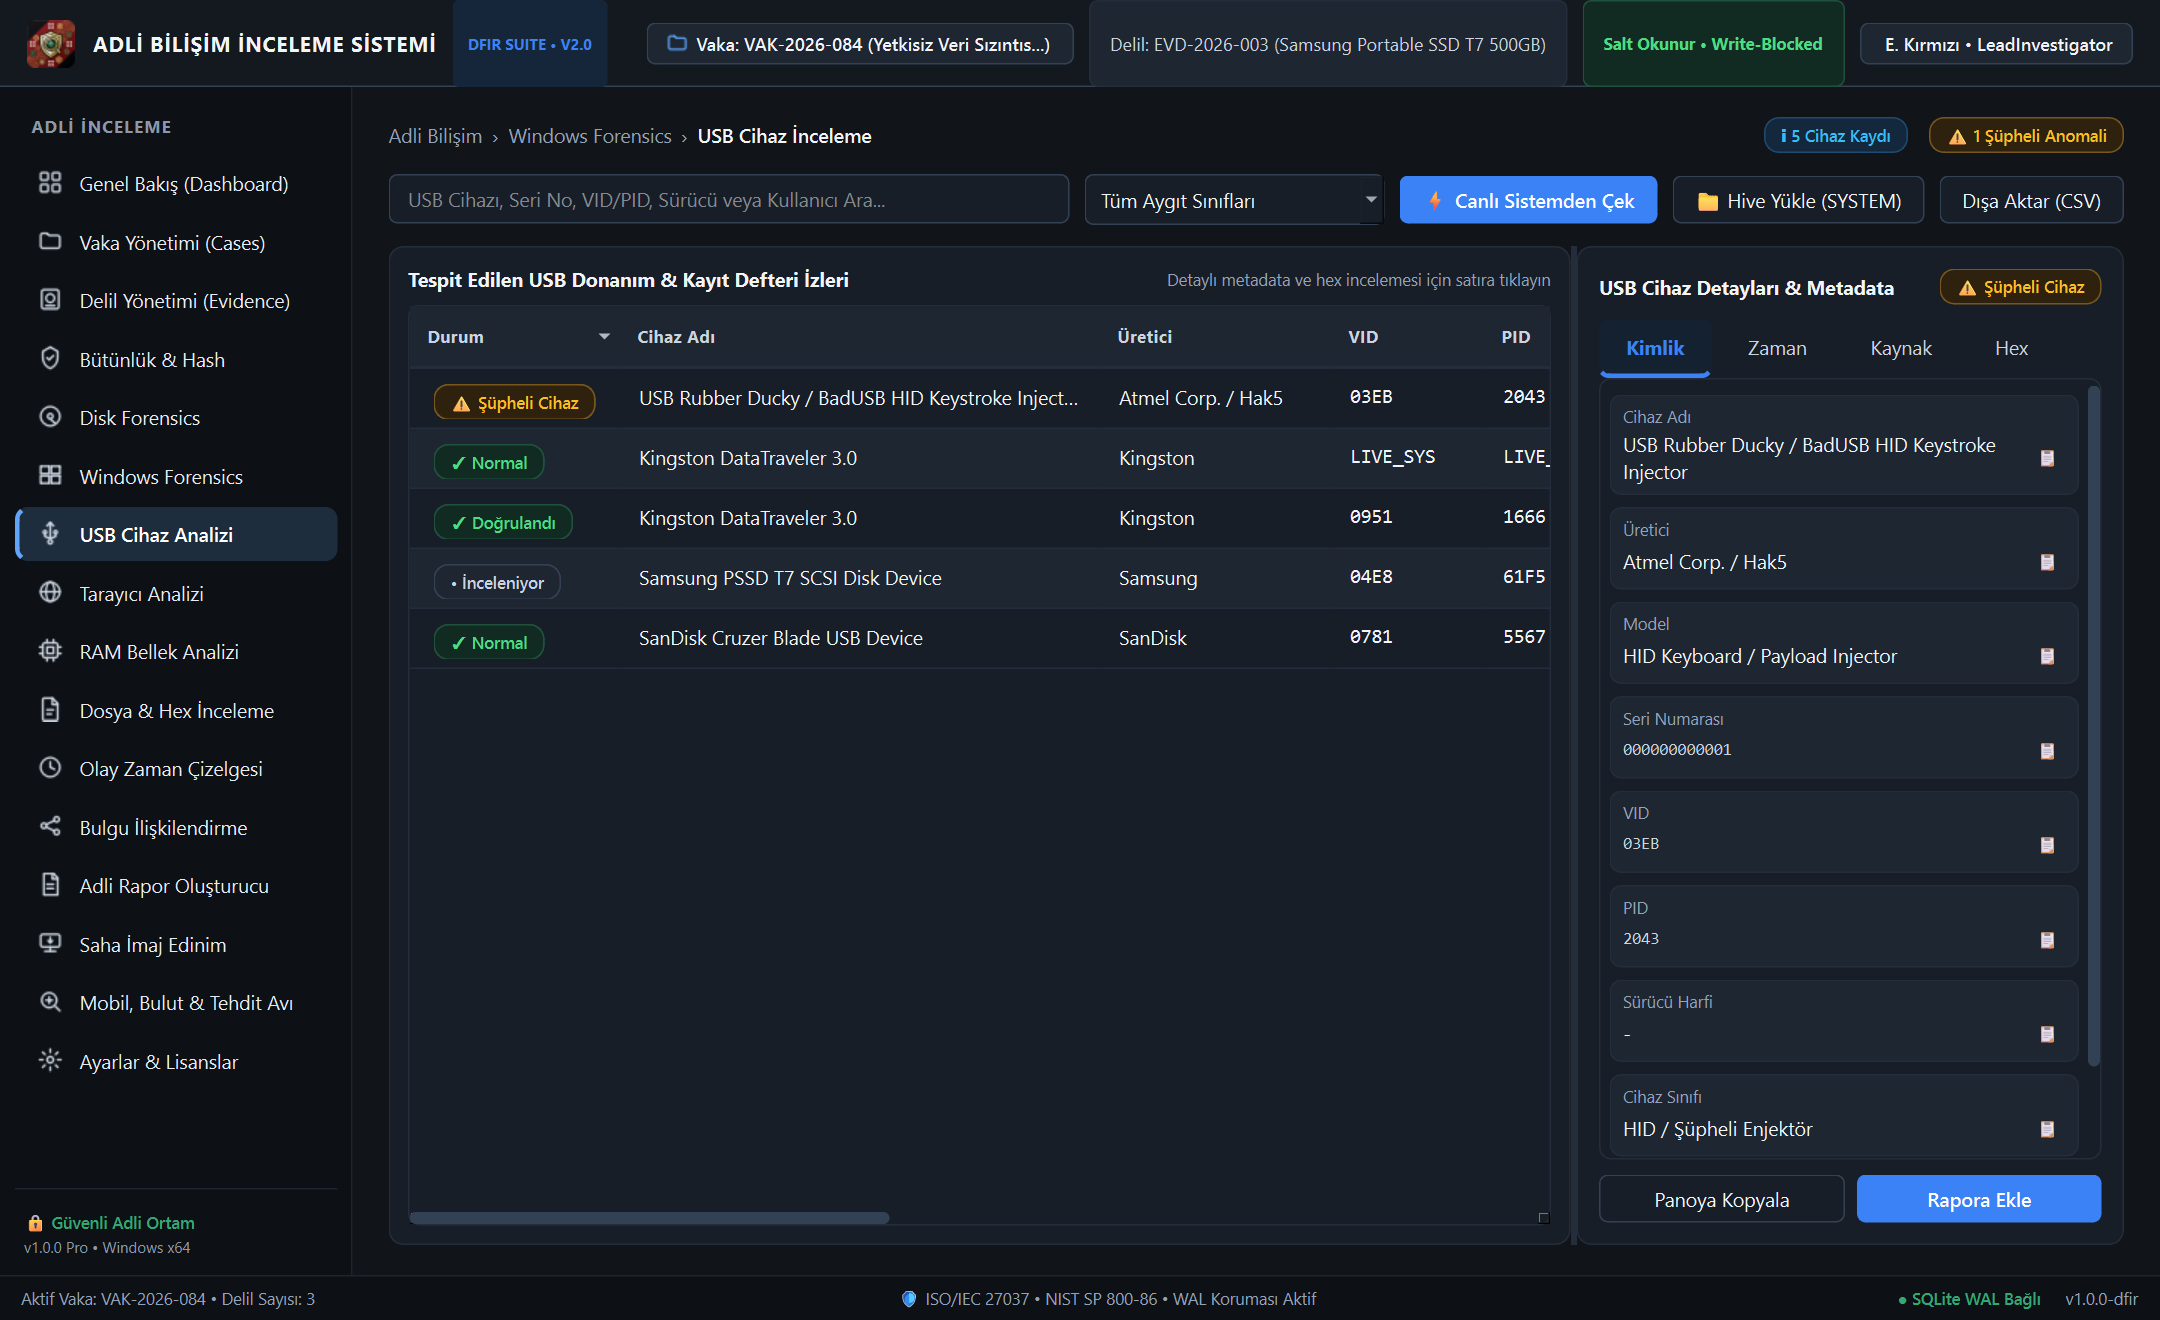 ADLİ BİLİŞİM İNCELEME SİSTEMİ
DFIR SUITE • V2.0
Vaka: VAK-2026-084 (Yetkisiz Veri Sızıntıs...)
Delil: EVD-2026-003 (Samsung Portable SSD T7 500GB)
Salt Okunur • Write-Blocked
E. Kırmızı • LeadInvestigator
ADLİ İNCELEME
Genel Bakış (Dashboard)
Vaka Yönetimi (Cases)
Delil Yönetimi (Evidence)
Bütünlük & Hash
Disk Forensics
Windows Forensics
USB Cihaz Analizi
Tarayıcı Analizi
RAM Bellek Analizi
Dosya & Hex İnceleme
Olay Zaman Çizelgesi
Bulgu İlişkilendirme
Adli Rapor Oluşturucu
Saha İmaj Edinim
Mobil, Bulut & Tehdit Avı
Ayarlar & Lisanslar
Güvenli Adli Ortam
v1.0.0 Pro • Windows x64
Adli Bilişim › Windows Forensics › USB Cihaz İnceleme
ℹ 5 Cihaz Kaydı
⚠ 1 Şüpheli Anomali
USB Cihazı, Seri No, VID/PID, Sürücü veya Kullanıcı Ara...
Tüm Aygıt Sınıfları
Canlı Sistemden Çek
Hive Yükle (SYSTEM)
Dışa Aktar (CSV)
Tespit Edilen USB Donanım & Kayıt Defteri İzleri
Detaylı metadata ve hex incelemesi için satıra tıklayın
Durum Cihaz Adı Üretici VID PID
⚠ Şüpheli Cihaz USB Rubber Ducky / BadUSB HID Keystroke Inject... Atmel Corp. / Hak5 03EB 2043
✓ Normal Kingston DataTraveler 3.0 Kingston LIVE_SYS LIVE_
✓ Doğrulandı Kingston DataTraveler 3.0 Kingston 0951 1666
• İnceleniyor Samsung PSSD T7 SCSI Disk Device Samsung 04E8 61F5
✓ Normal SanDisk Cruzer Blade USB Device SanDisk 0781 5567
USB Cihaz Detayları & Metadata
⚠ Şüpheli Cihaz
Kimlik Zaman Kaynak Hex
Cihaz Adı
USB Rubber Ducky / BadUSB HID Keystroke
Injector
Üretici
Atmel Corp. / Hak5
Model
HID Keyboard / Payload Injector
Seri Numarası
000000000001
VID
03EB
PID
2043
Sürücü Harfi
-
Cihaz Sınıfı
HID / Şüpheli Enjektör
Panoya Kopyala
Rapora Ekle
Aktif Vaka: VAK-2026-084 • Delil Sayısı: 3
ISO/IEC 27037 • NIST SP 800-86 • WAL Koruması Aktif
● SQLite WAL Bağlı
v1.0.0-dfir